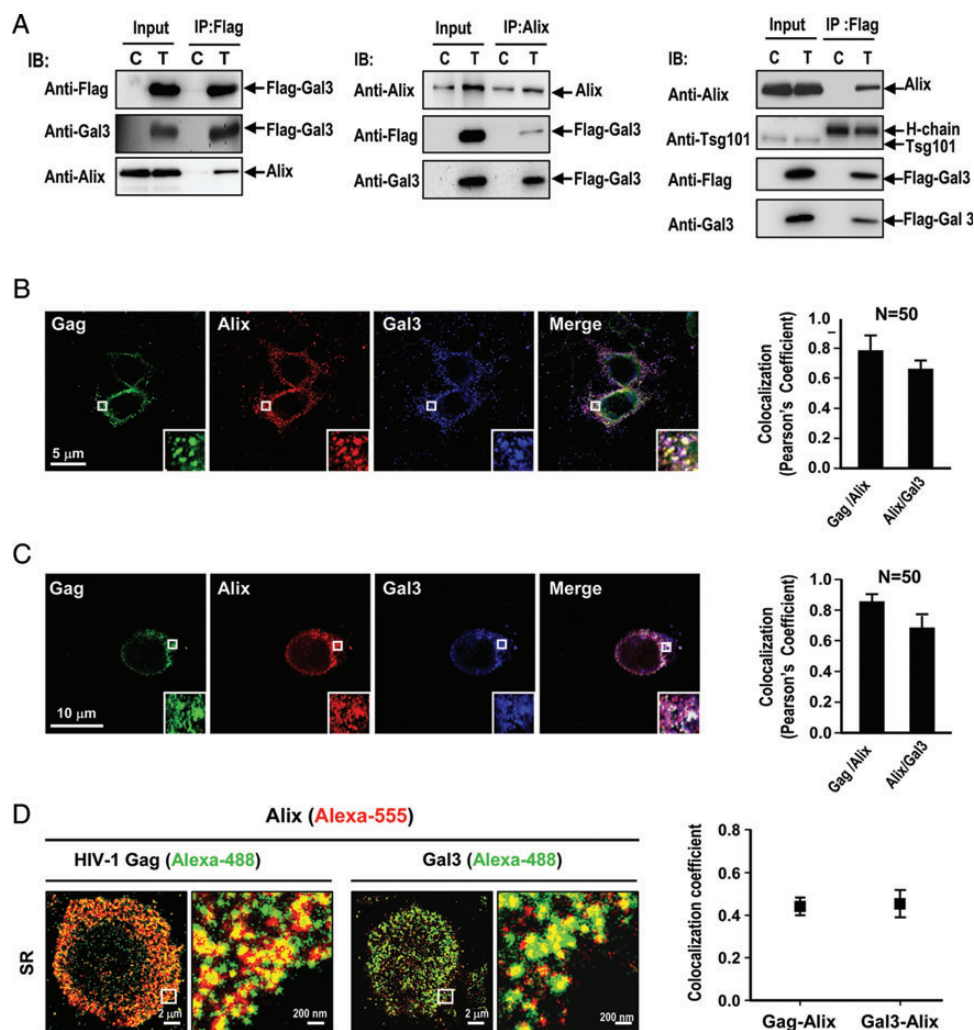 A
Input IP:Flag
IB: C T C T
Anti-Flag Flag-Gal3
Anti-Gal3 Flag-Gal3
Anti-Alix Alix
Input IP:Alix
IB: C T C T
Anti-Alix Alix
Anti-Flag Flag-Gal3
Anti-Gal3 Flag-Gal3
Input IP :Flag
IB: C T C T
Anti-Alix Alix
Anti-Tsg101 H-chain
Tsg101
Anti-Flag Flag-Gal3
Anti-Gal3 Flag-Gal 3
B
Gag Alix Gal3 Merge
5 μm
N=50
Colocalization
(Pearson's Coefficient)
1.0
0.8
0.6
0.4
0.2
0.0
Gag /Alix
Alix/Gal3
C
Gag Alix Gal3 Merge
10 μm
N=50
Colocalization
(Pearson's Coefficient)
1.0
0.8
0.6
0.4
0.2
0.0
Gag /Alix
Alix/Gal3
D
Alix (Alexa-555)
HIV-1 Gag (Alexa-488) Gal3 (Alexa-488)
SR
2 μm 200 nm 2 μm 200 nm
Colocalization coefficient
0.8
0.6
0.4
0.2
0.0
Gag-Alix Gal3-Alix